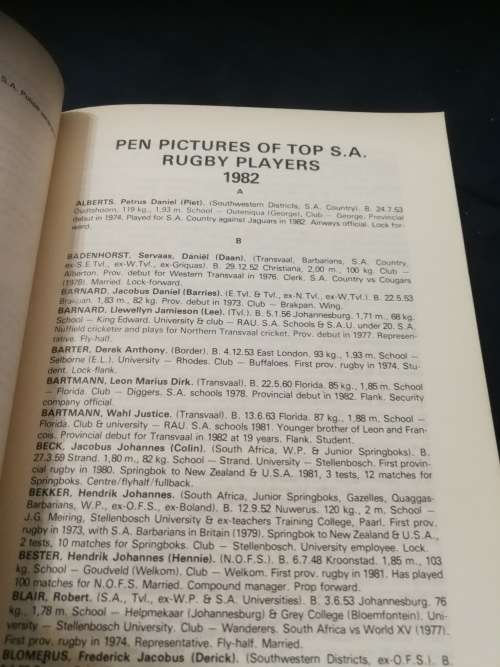 S.A. 
PEN PICTURES OF TOP S.A.
RUGBY PLAYERS
1982
A
ALBERTS, Petrus Daniel (Piet). (Southwestern Districts, S.A. Country). B. 24.7.53
Oudtshoorn, 119 kg., 1,93 m. School — Outeniqua (George), Club — George. Provincial
debut in 1974. Played for S.A. Country against Jaguars in 1982. Airways official. Lock for-
ward.
B
BADENHORST, Servaas, Daniël (Daan), (Transvaal, Barbarians, S.A. Country,
ex-S.E.Tvl., ex-W.Tvl., ex-Griquas). B. 29.12.52 Christiana, 2,00 m., 100 kg. Club —
Alberton. Prov. debut for Western Transvaal in 1976. Clerk. S.A. Country vs Cougars
(1978). Married. Lock-forward.
BARNARD, Jacobus Daniel (Barries). (E.Tvl. & Tvl., ex-N.Tvl., ex-W.Tvl.). B. 22.5.53
Brakpan, 1,83 m., 82 kg. Prov. debut in 1973. Club — Brakpan. Wing.
BARNARD, Llewellyn Jamieson (Lee). (Tvl.). B. 5.1.56 Johannesburg. 1,71 m., 68 kg.
School — King Edward. University & club — RAU. S.A. Schools & S.A.U. under 20. S.A.
Nuffield cricketer and plays for Northern Transvaal cricket. Prov. debut in 1977. Represen-
tative. Fly-half.
BARTER, Derek Anthony. (Border). B. 4.12.53 East London, 93 kg., 1,93 m. School —
Selborne (E.L.). University — Rhodes. Club — Buffaloes. First prov. rugby in 1974. Stu-
dent. Lock-flank.
BARTMANN, Leon Marius Dirk. (Transvaal). B. 22.5.60 Florida. 85 kg., 1,85 m. School
— Florida. Club — Diggers. S.A. schools 1978. Provincial debut in 1982. Flank. Security
company official.
BARTMANN, Wahl Justice. (Transvaal). B. 13.6.63 Florida. 87 kg., 1,88 m, School —
Florida. Club & university — RAU. S.A. schools 1981. Younger brother of Leon and Fran-
cois. Provincial debut for Transvaal in 1982 at 19 years. Flank. Student.
BECK, Jacobus Johannes (Colin). (South Africa, W.P. & Junior Springboks). B.
27.3.59 Strand, 1,80 m., 82 kg. School — Strand. University — Stellenbosch. First provin-
cial rugby in 1980. Springbok to New Zealand & U.S.A. 1981, 3 tests, 12 matches for
Springboks. Centre/flyhalf/fullback.
BEKKER, Hendrik Johannes. (South Africa, Junior Springboks, Gazelles, Quaggas-
Barbarians, W.P., ex-O.F.S., ex-Boland). B. 12.9.52 Nuwerus. 120 kg., 2 m. School —
J.G. Meiring, Stellenbosch University & ex-teachers Training College, Paarl. First prov.
rugby in 1973, with S.A. Barbarians in Britain (1979). Springbok to New Zealand & U.S.A.,
2 tests, 10 matches for Springboks. Club — Stellenbosch. University employee. Lock.
BESTER, Hendrik Johannes (Hennie). (N.O.F.S.). B. 6.7.48 Kroonstad. 1,85 m., 103
kg. School — Goudveld (Welkom). Club — Welkom. First prov. rugby in 1981. Has played
100 matches for N.O.F.S. Married. Compound manager. Prop forward.
BLAIR, Robert. (S.A., Tvl., ex-W.P. & S.A. Universities). B. 3.6.53 Johannesburg. 76
kg., 1,78 m. School — Helpmekaar (Johannesburg) & Grey College (Bloemfontein). Uni-
versity — Stellenbosch University. Club — Wanderers. South Africa vs World XV (1977).
First prov. rugby in 1974. Representative. Fly-half. Married.
BLOMERUS, Frederick Jacobus (Derick). (Southwestern Districts, ex-O.F.S.). B.